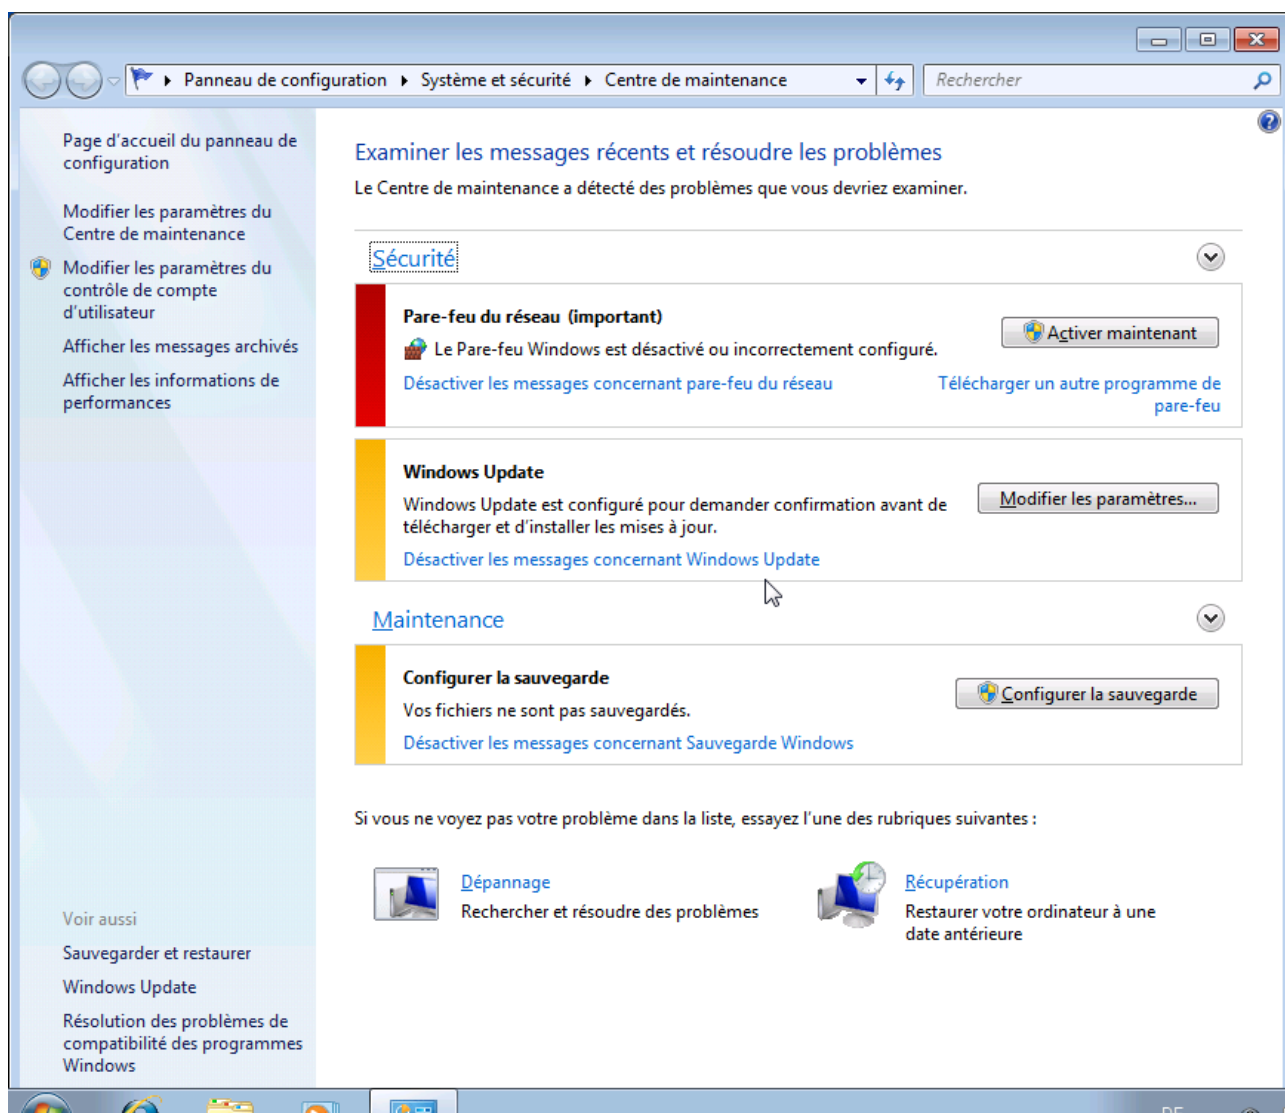 Panneau de configuration Système et sécurité Centre de maintenance
Rechercher
Page d'accueil du panneau de
configuration
Modifier les paramètres du
Centre de maintenance
Modifier les paramètres du
contrôle de compte
d'utilisateur
Afficher les messages archivés
Afficher les informations de
performances
Examiner les messages récents et résoudre les problèmes
Le Centre de maintenance a détecté des problèmes que vous devriez examiner.
Sécurité
Pare-feu du réseau (important)
Le Pare-feu Windows est désactivé ou incorrectement configuré.
Activer maintenant
Désactiver les messages concernant pare-feu du réseau
Télécharger un autre programme de
pare-feu
Windows Update
Windows Update est configuré pour demander confirmation avant de
télécharger et d'installer les mises à jour.
Modifier les paramètres...
Désactiver les messages concernant Windows Update
Maintenance
Configurer la sauvegarde
Vos fichiers ne sont pas sauvegardés.
Configurer la sauvegarde
Désactiver les messages concernant Sauvegarde Windows
Si vous ne voyez pas votre problème dans la liste, essayez l'une des rubriques suivantes :
Dépannage
Rechercher et résoudre des problèmes
Récupération
Restaurer votre ordinateur à une
date antérieure
Voir aussi
Sauvegarder et restaurer
Windows Update
Résolution des problèmes de
compatibilité des programmes
Windows